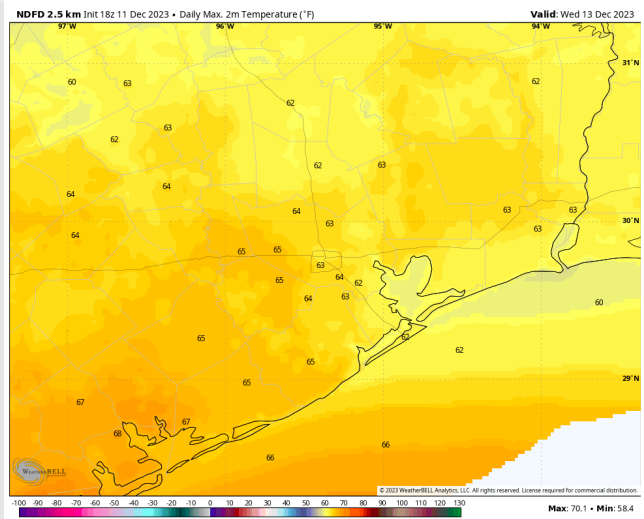 NDFD 2.5 km Init 18z 11 Dec 2023 • Daily Max. 2m Temperature (°F) Valid: Wed 13 Dec 2023
97°W 96°W 95°W 94°W
31°N
60 63 62
62
63
62
62 63
64 64
64 63 63
63
64 63
65 65
63
65 64 62
64 63
60
65 62
62
65
29°N
65
67
67
68
66
66
30°N
WEATHERBELL
© 2023 WeatherBELL Analytics, LLC. All rights reserved. License required for commercial distribution.
-100 -90 -80 -70 -60 -50 -40 -30 -20 -10 0 10 20 30 40 50 60 70 80 90 100 110 120 130
Max: 70.1 • Min: 58.4